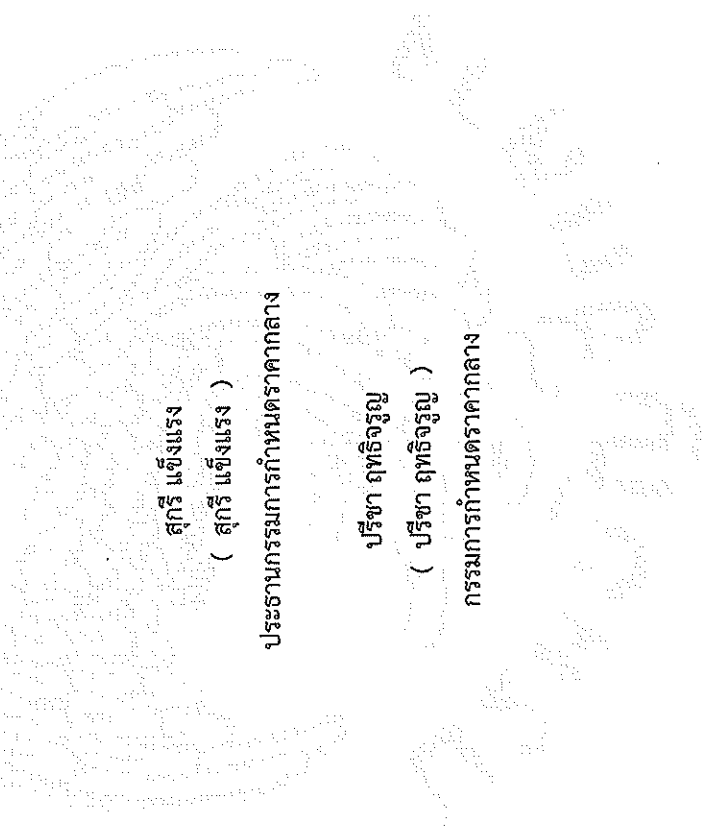 สุกรี แข็งแรง
( สุกรี แข็งแรง )
ประธานกรรมการกำหนดราคากลาง
ปรีชา ฤทธิจรูญ
( ปรีชา ฤทธิจรูญ )
กรรมการกำหนดราคากลาง